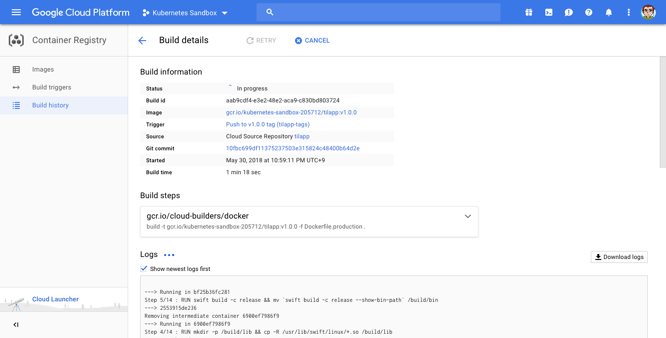 Google Cloud Platform
Kubernetes Sandbox
Container Registry
Build details
RETRY
CANCEL
Images
Build triggers
Build history
Build information
Status In progress
Build id aab9cdf4-e3e2-48e2-aca9-c830bd803724
Image gcr.io/kubernetes-sandbox-205712/tilapp:v1.0.0
Trigger Push to v1.0.0 tag (tilapp-tags)
Source Cloud Source Repository tilapp
Git commit 10fbc699df11375237503e315824c48400b64d2e
Started May 30, 2018 at 10:59:11 PM UTC+9
Build time 1 min 18 sec
Build steps
gcr.io/cloud-builders/docker
build -t gcr.io/kubernetes-sandbox-205712/tilapp:v1.0.0 -f Dockerfile.production .
Logs
Download logs
Show newest logs first
---> Running in bf25b36fc281
Step 5/14 : RUN swift build -c release && mv `swift build -c release --show-bin-path` /build/bin
---> 2553915de236
Removing intermediate container 6980ef7986f9
---> Running in 6980ef7986f9
Step 4/14 : RUN mkdir -p /build/lib && cp -R /usr/lib/swift/linux/*.so /build/lib
Cloud Launcher